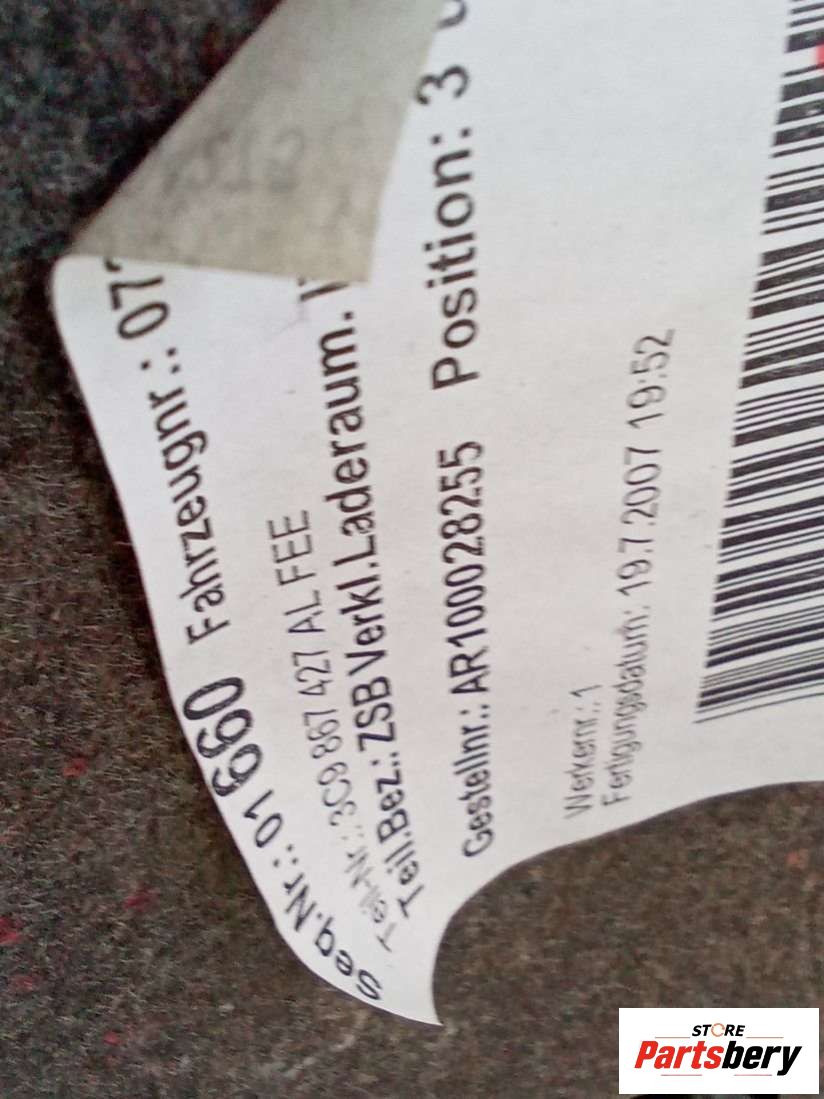 Seq.Nr.: 01 660 Fahrzeugnr.: 07
Teil-Nr.: 3C9 867 427 AL FEE
Teil.Bez.: ZSB Verkl.Laderaum.
Gestellnr.: AR100028255 Position: 3
Werkernr.: 1
Fertigungsdatum: 19.7.2007 19:52
STORE
Partsbery